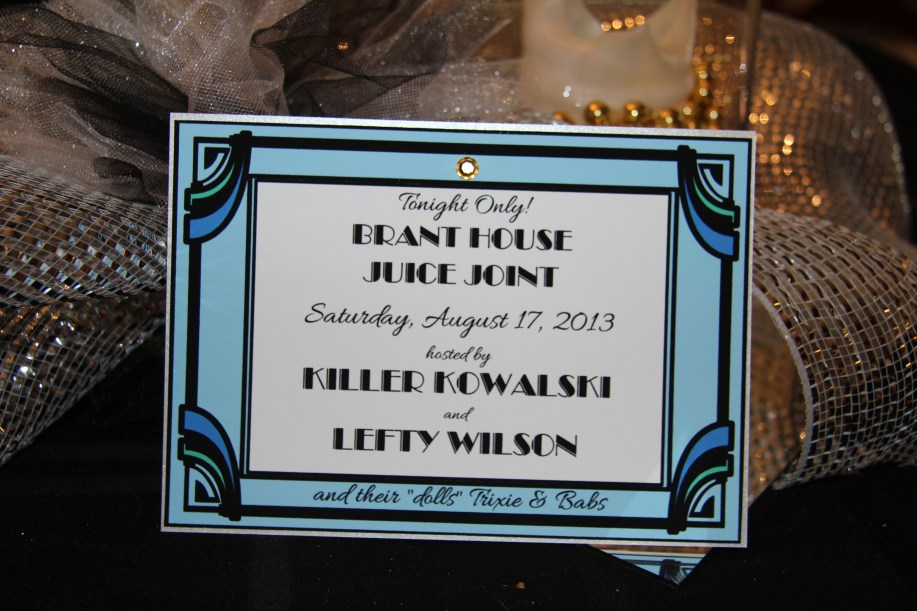 Tonight Only!
BRANT HOUSE
JUICE JOINT
Saturday, August 17, 2013
hosted by
KILLER KOWALSKI
and
LEFTY WILSON
and their "dolls" Trixie & Babs